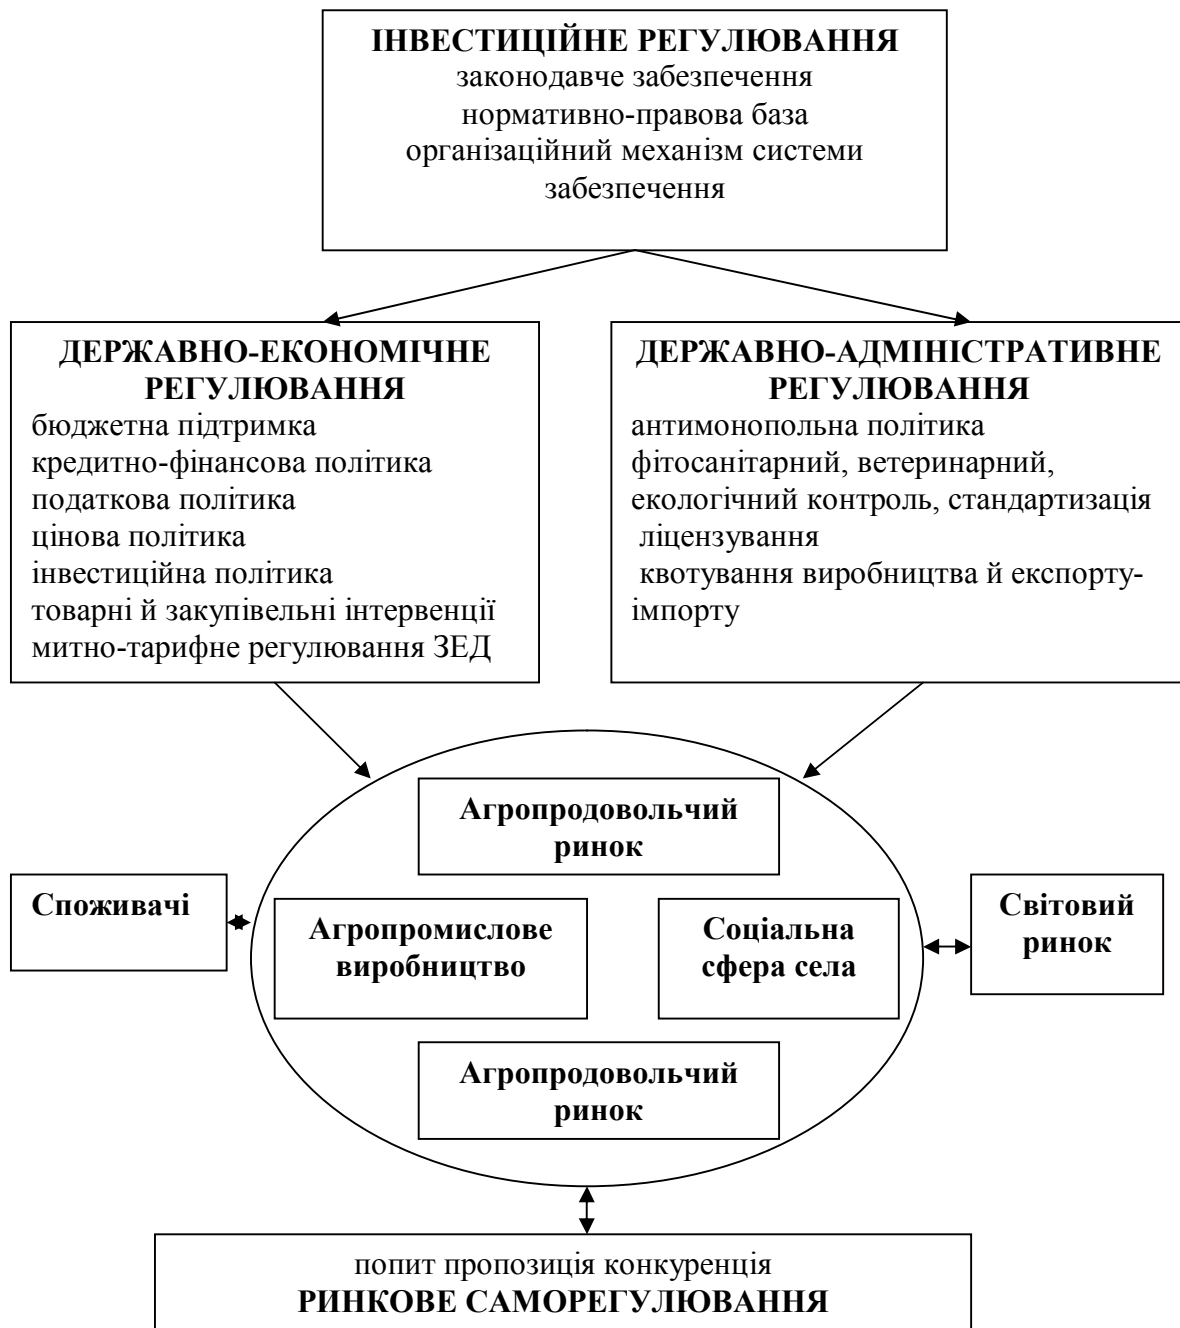 ІНВЕСТИЦІЙНЕ РЕГУЛЮВАННЯ
законодавче забезпечення
нормативно-правова база
організаційний механізм системи
забезпечення
ДЕРЖАВНО-ЕКОНОМІЧНЕ
РЕГУЛЮВАННЯ
бюджетна підтримка
кредитно-фінансова політика
податкова політика
цінова політика
інвестиційна політика
товарні й закупівельні інтервенції
митно-тарифне регулювання ЗЕД
ДЕРЖАВНО-АДМІНІСТРАТИВНЕ
РЕГУЛЮВАННЯ
антимонопольна політика
фітосанітарний, ветеринарний,
екологічний контроль, стандартизація
ліцензування
квотування виробництва й експорту-
імпорту
Агропродовольчий
ринок
Споживачі
Агропромислове
виробництво
Соціальна
сфера села
Світовий
ринок
Агропродовольчий
ринок
попит пропозиція конкуренція
РИНКОВЕ САМОРЕГУЛЮВАННЯ